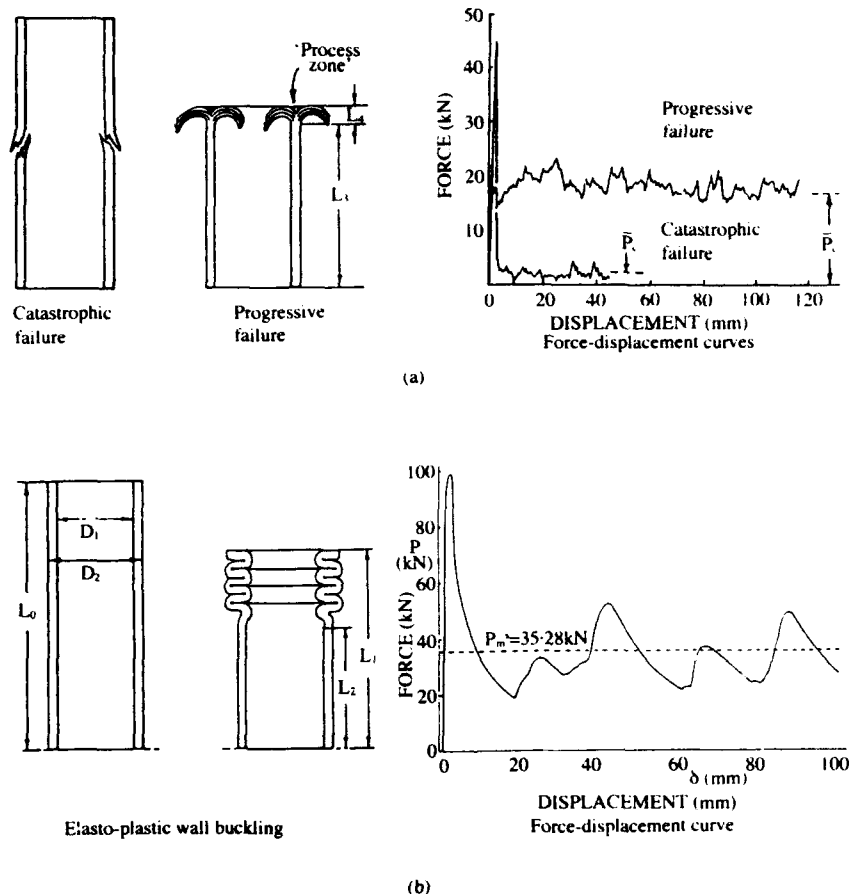 'Process
zone'
L₄
L₃
Catastrophic
failure
Progressive
failure
FORCE (kN)
50
40
30
20
10
0
Progressive
failure
Catastrophic
failure
P̄
P̄
0 20 40 60 80 100 120
DISPLACEMENT (mm)
Force-displacement curves
(a)
L₀
D₁
D₂
L₁
L₂
Elasto-plastic wall buckling
100
80
60
40
20
0
P
(kN)
FORCE (kN)
Pₘ=35·28kN
0 20 40 60 80 100
δ (mm)
DISPLACEMENT (mm)
Force-displacement curve
(b)